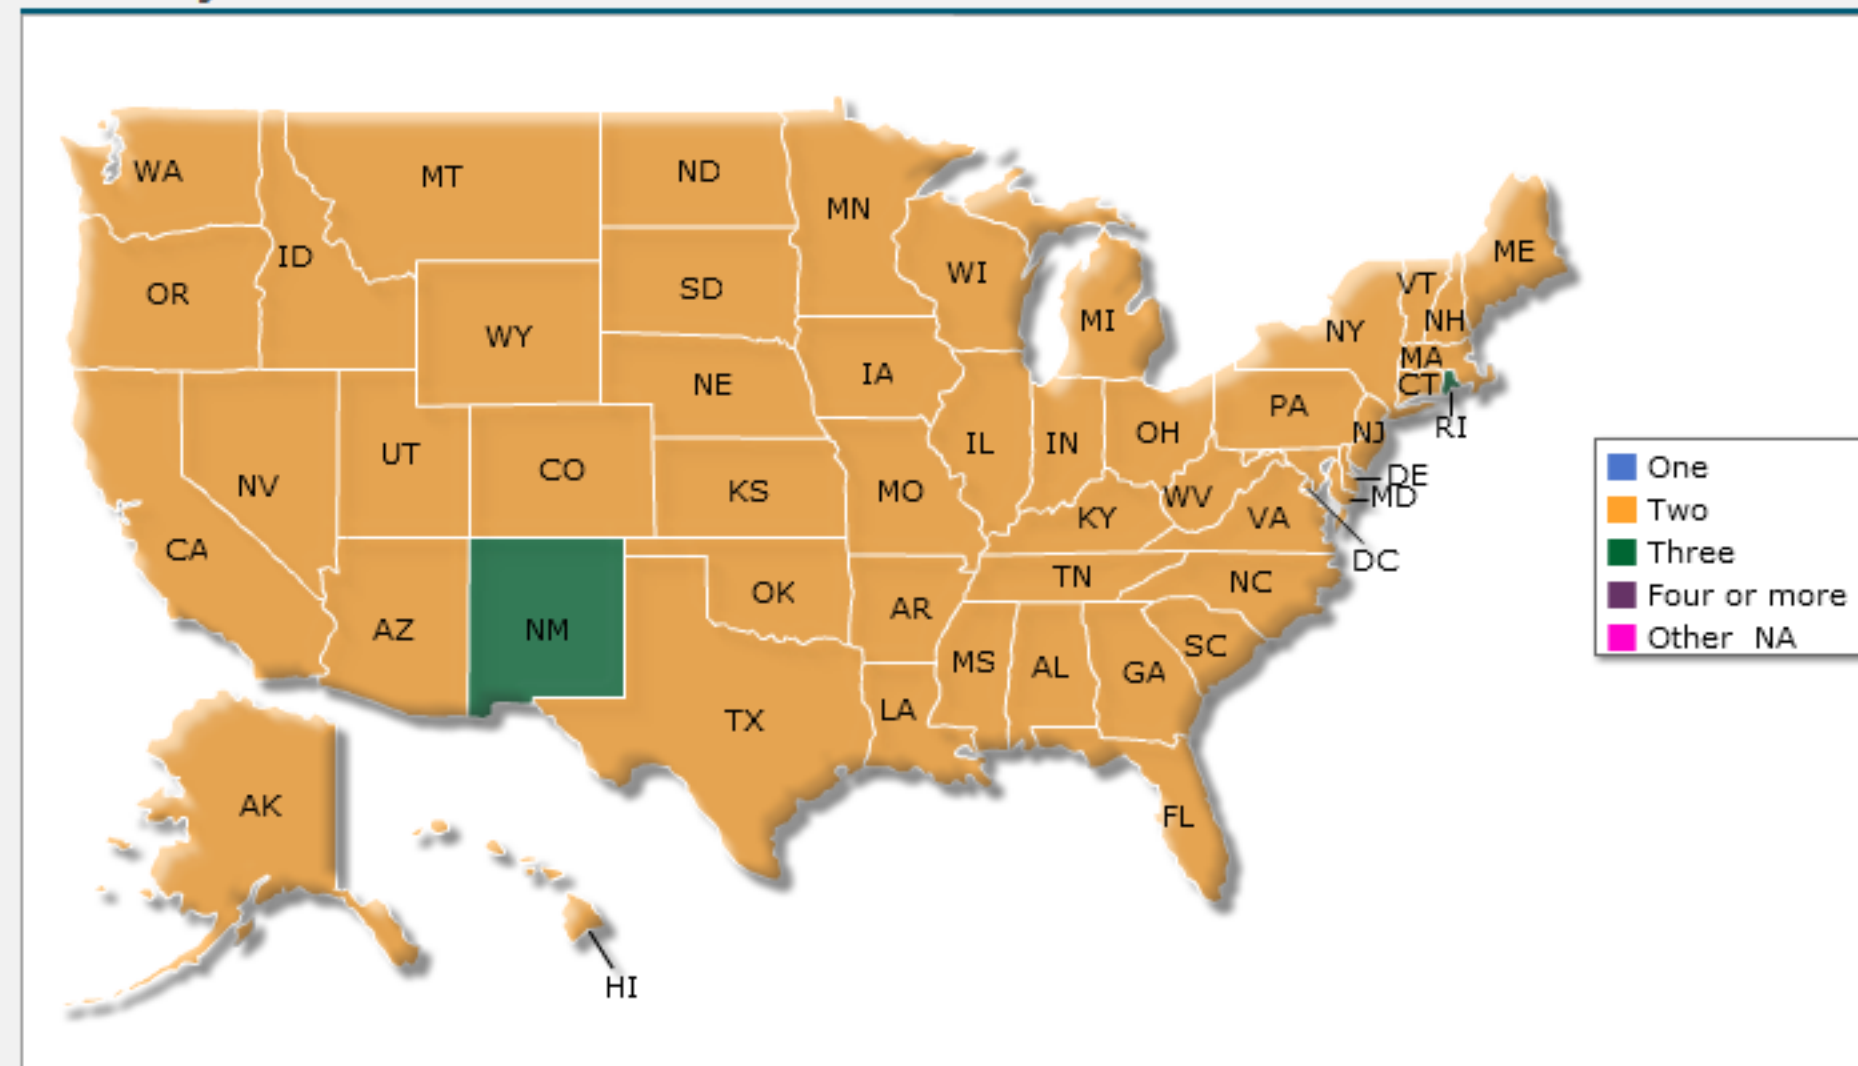 WA
MT
ND
MN
ID
OR
SD
WI
MI
ME
VT
NH
NY
WY
MA
CT
RI
NE
IA
PA
NJ
UT
CO
NV
KS
MO
IL
IN
OH
WV
DE
MD
KY
VA
CA
DC
TN
NC
OK
AR
AZ
NM
SC
MS
AL
GA
LA
TX
FL
AK
HI
One
Two
Three
Four or more
Other NA